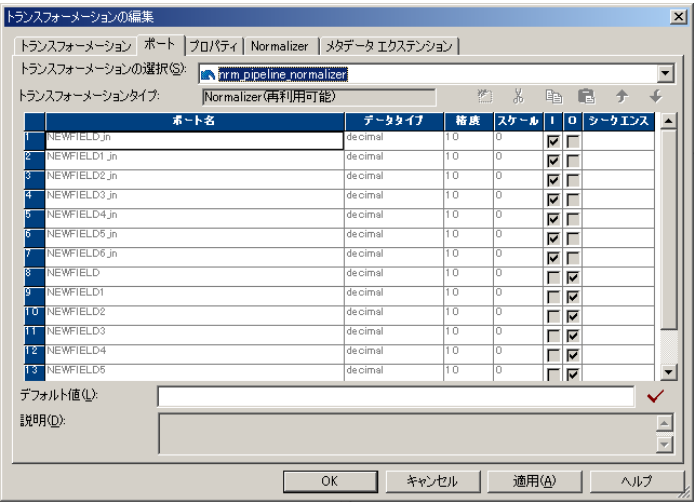 トランスフォーメーションの編集
トランスフォーメーション ポート プロパティ Normalizer メタデータ エクステンション
トランスフォーメーションの選択(S): nrm_pipeline_normalizer
トランスフォーメーションタイプ: Normalizer(再利用可能)
ポート名 データタイプ 精度 スケール I O シークエンス
1 NEWFIELD_in decimal 10 0
2 NEWFIELD1_in decimal 10 0
3 NEWFIELD2_in decimal 10 0
4 NEWFIELD3_in decimal 10 0
5 NEWFIELD4_in decimal 10 0
6 NEWFIELD5_in decimal 10 0
7 NEWFIELD6_in decimal 10 0
8 NEWFIELD decimal 10 0
9 NEWFIELD1 decimal 10 0
10 NEWFIELD2 decimal 10 0
11 NEWFIELD3 decimal 10 0
12 NEWFIELD4 decimal 10 0
13 NEWFIELD5 decimal 10 0
デフォルト値(L):
説明(D):
OK キャンセル 適用(A) ヘルプ